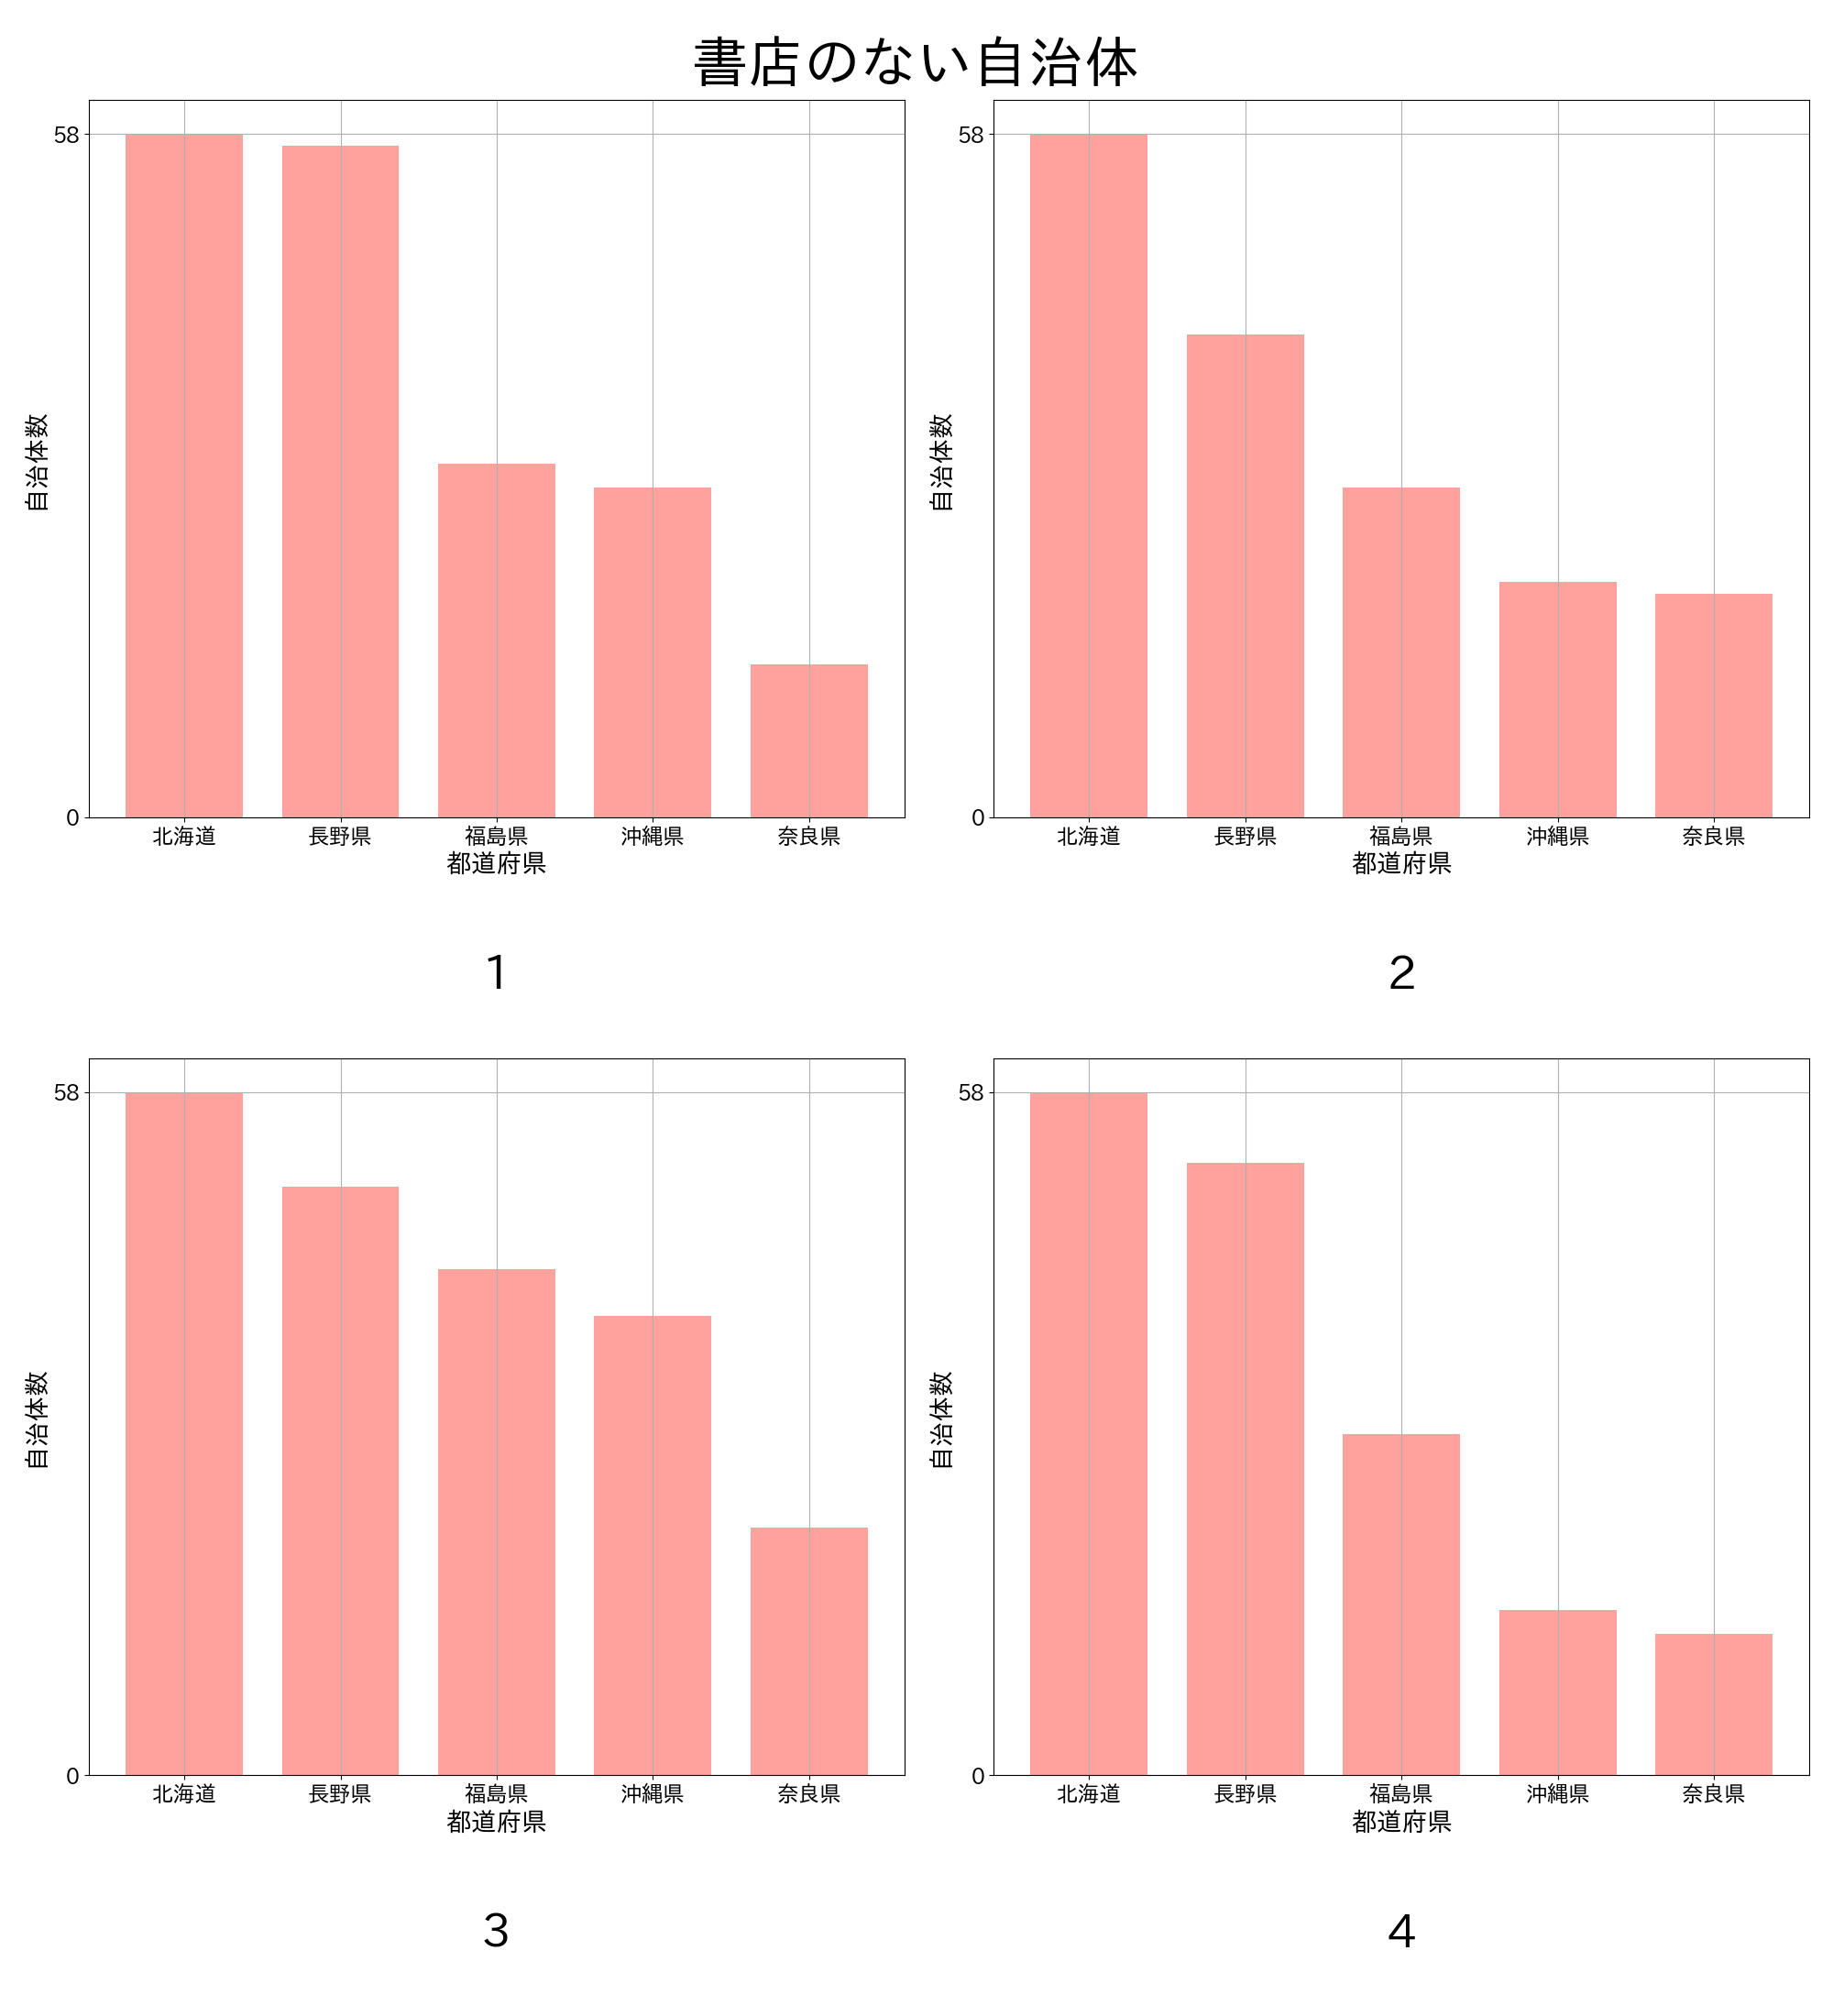 書店のない自治体
58
0
自治体数
北海道 長野県 福島県 沖縄県 奈良県
都道府県
1
58
0
自治体数
北海道 長野県 福島県 沖縄県 奈良県
都道府県
2
58
0
自治体数
北海道 長野県 福島県 沖縄県 奈良県
都道府県
3
58
0
自治体数
北海道 長野県 福島県 沖縄県 奈良県
都道府県
4